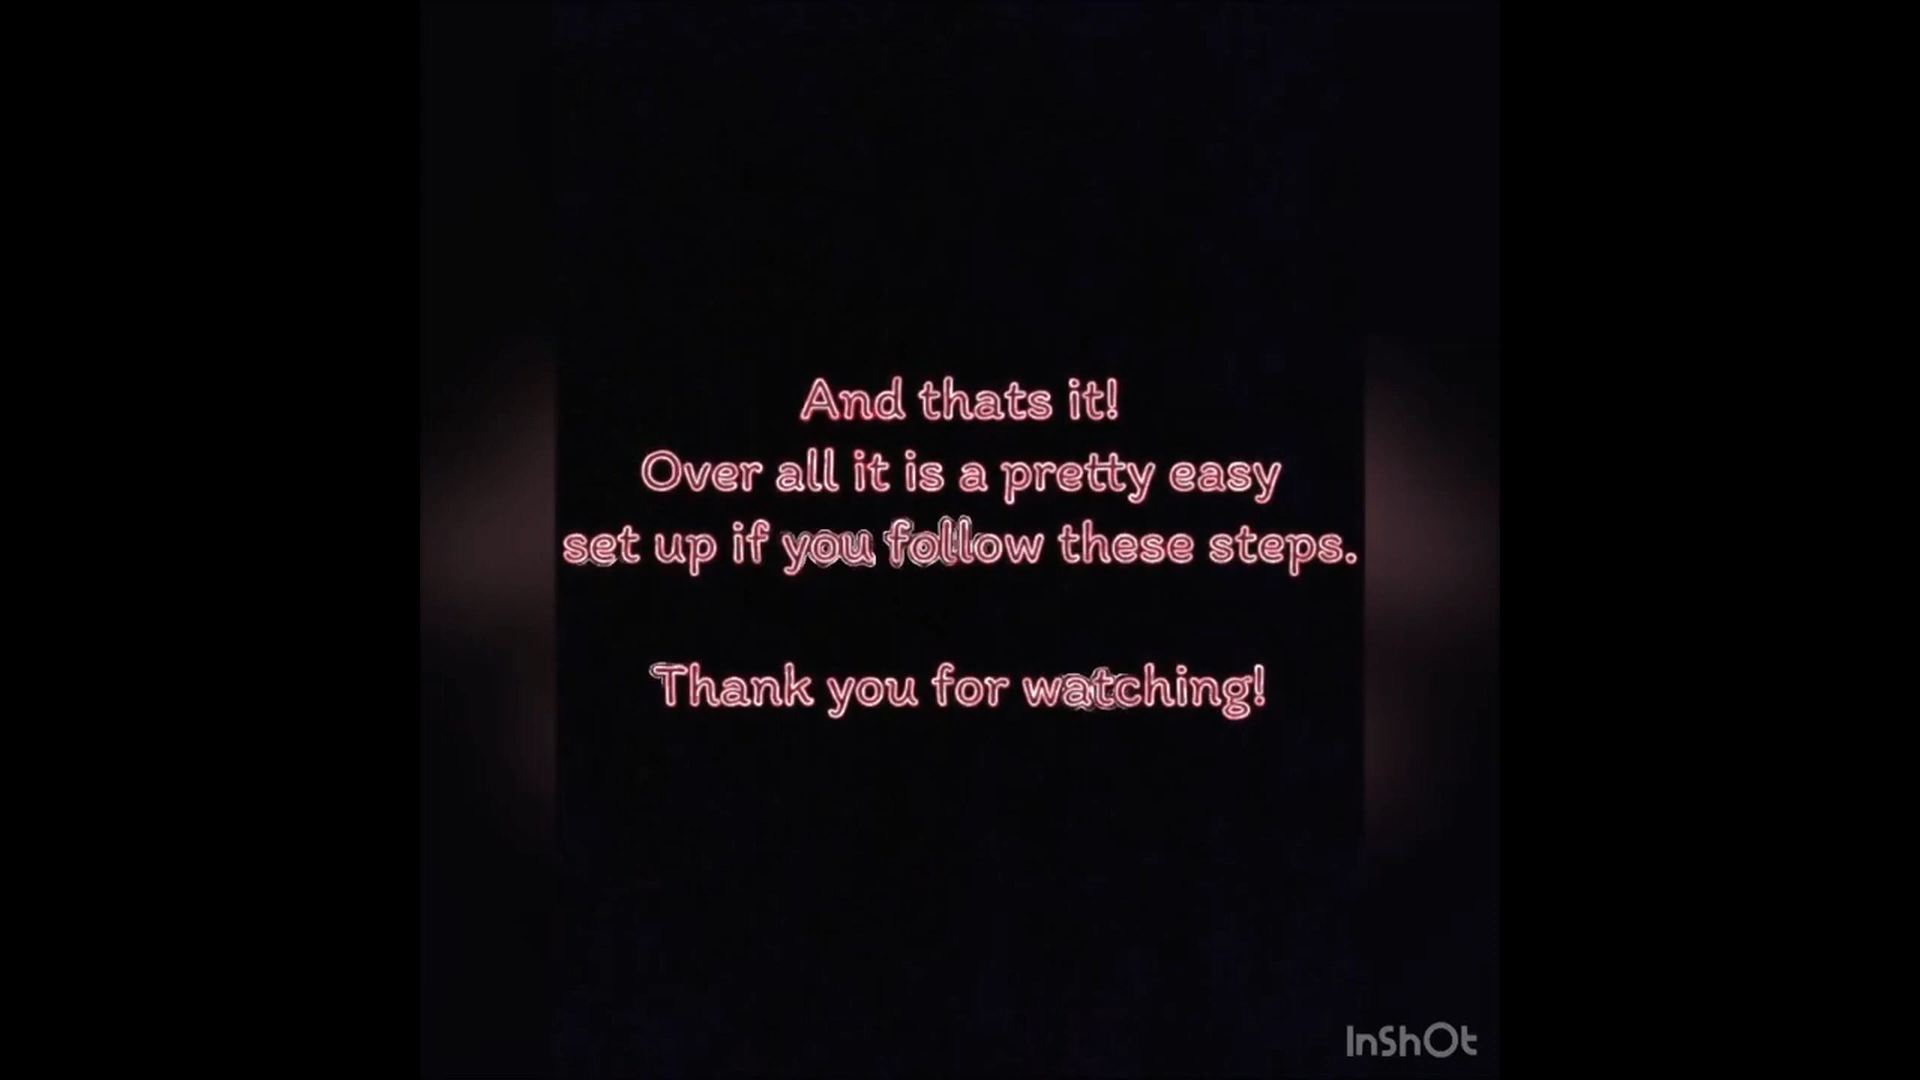 And thats it!
Over all it is a pretty easy
set up if you follow these steps.
Thank you for watching!
InShOt